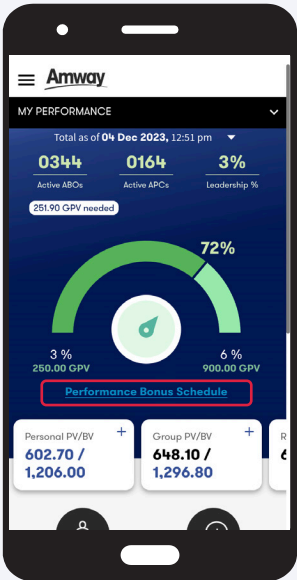 Amway
MY PERFORMANCE
Total as of 04 Dec 2023, 12:51 pm
0344 0164 3%
Active ABOs Active APCs Leadership %
251.90 GPV needed
72%
3 % 6 %
250.00 GPV 900.00 GPV
Performance Bonus Schedule
Personal PV/BV + Group PV/BV + R
602.70 / 648.10 / 6
1,206.00 1,296.80